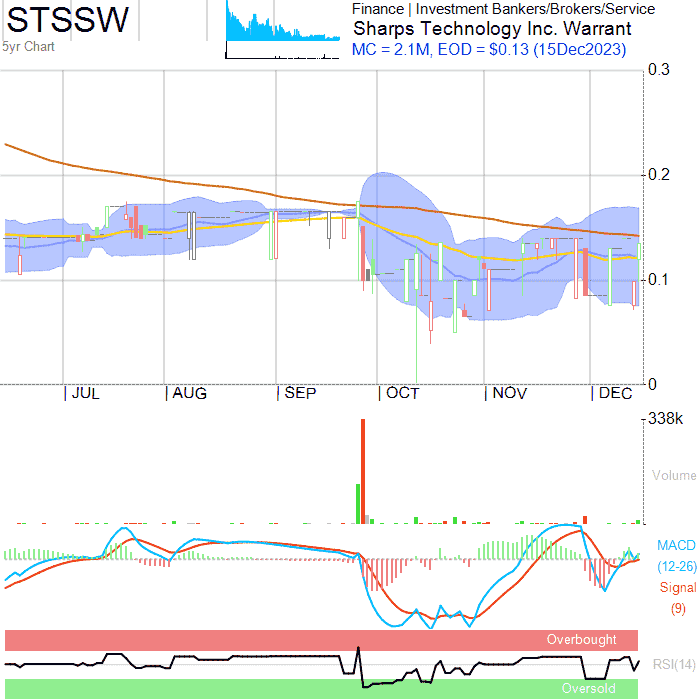 STSSW
5yr Chart
Finance | Investment Bankers/Brokers/Service
Sharps Technology Inc. Warrant
MC = 2.1M, EOD = $0.13 (15Dec2023)
0.3
0.2
0.1
0
JUL AUG SEP OCT NOV DEC
338k
Volume
MACD
(12-26)
Signal
(9)
Overbought
RSI(14)
Oversold